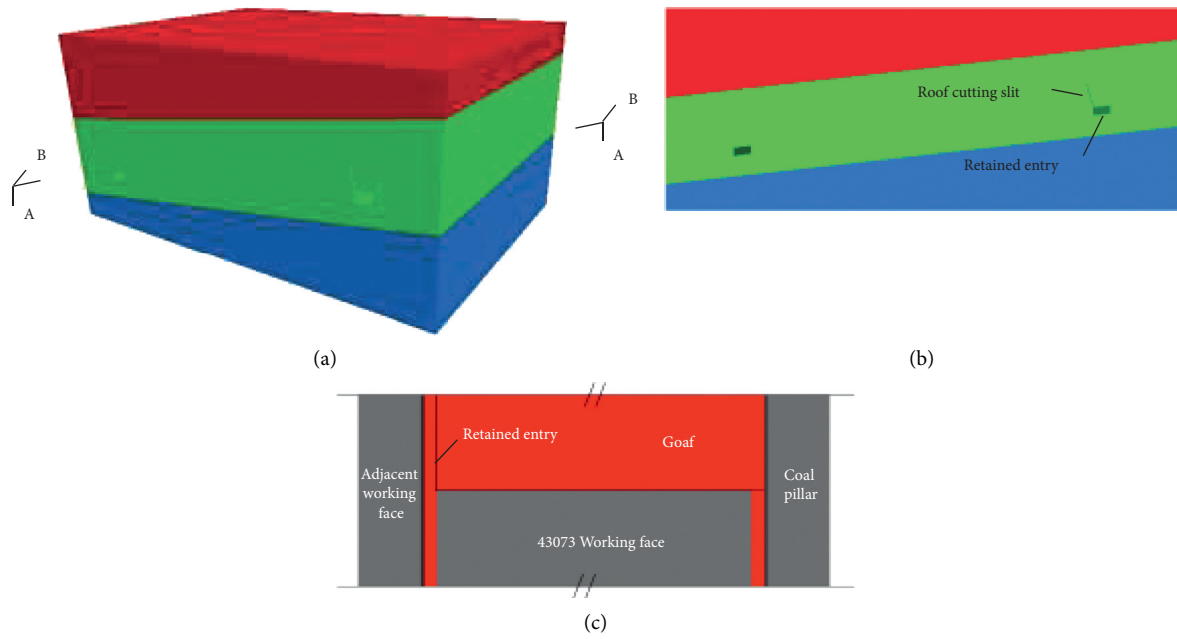 B
A
B
A
(a)
Roof cutting slit
Retained entry
(b)
Retained entry
Goaf
Adjacent
working
face
Coal
pillar
43073 Working face
(c)